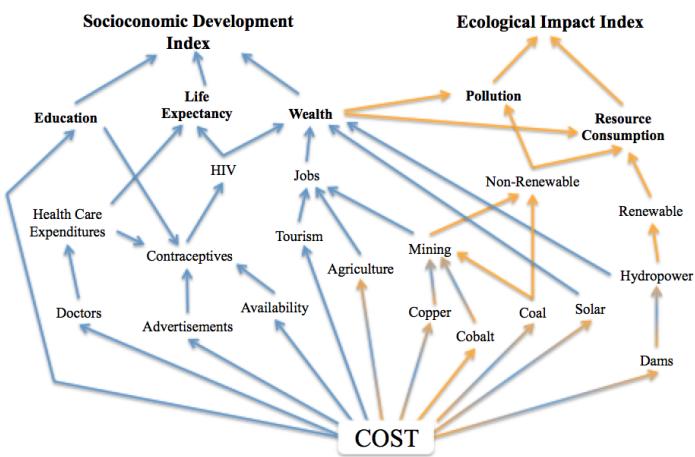 Socioeconomic Development
Index
Ecological Impact Index
Education
Life
Expectancy
Wealth
Pollution
Resource
Consumption
HIV
Jobs
Non-Renewable
Health Care
Expenditures
Contraceptives
Tourism
Agriculture
Mining
Renewable
Hydropower
Doctors
Advertisements
Availability
Copper
Cobalt
Coal
Solar
Dams
COST